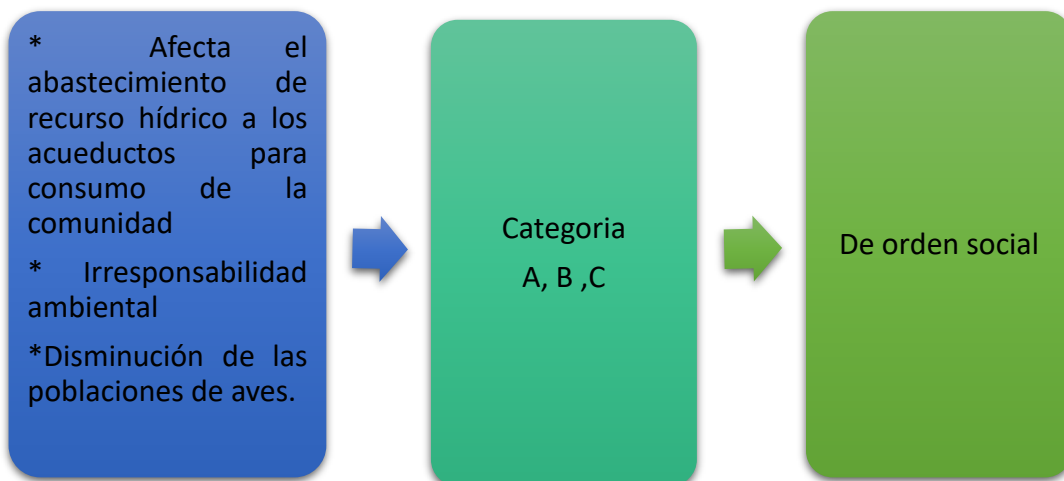 * Afecta el
abastecimiento de
recurso hídrico a los
acueductos para
consumo de la
comunidad
* Irresponsabilidad
ambiental
*Disminución de las
poblaciones de aves.
Categoria
A, B ,C
De orden social